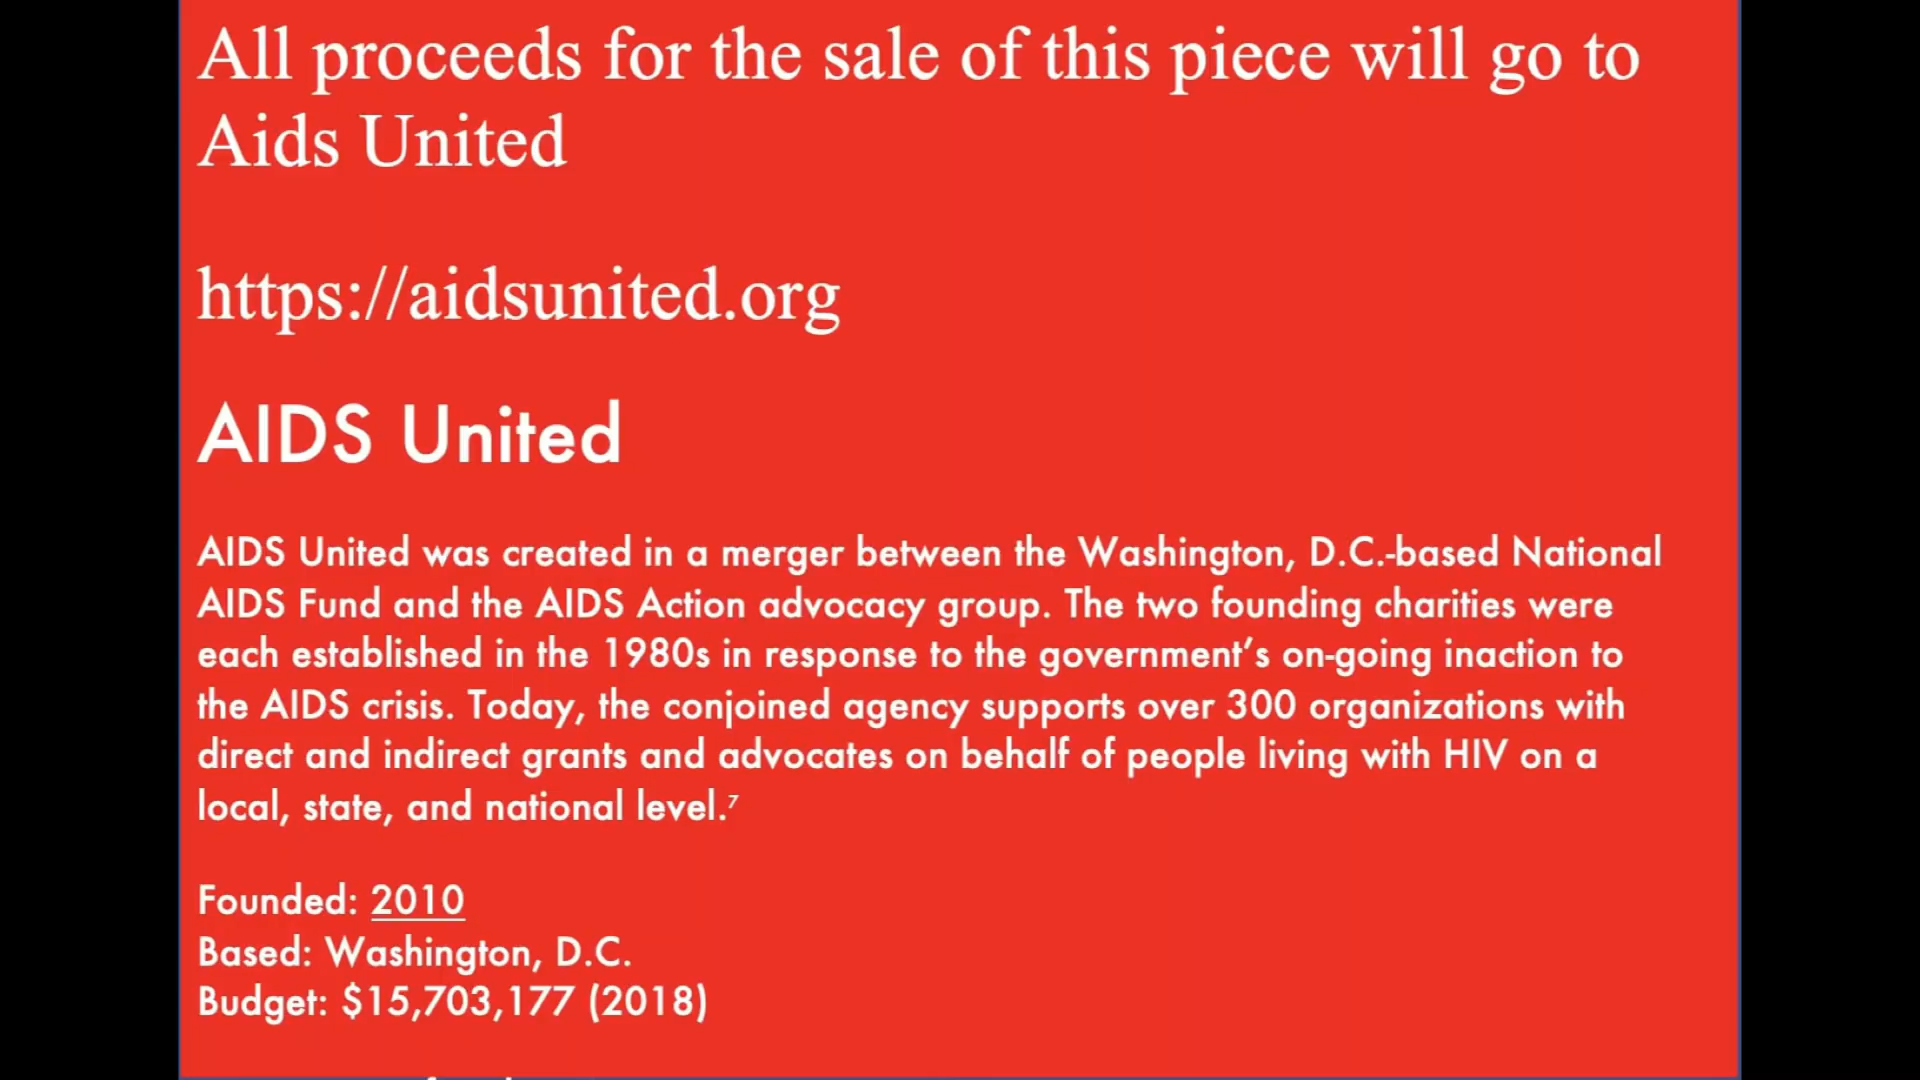 All proceeds for the sale of this piece will go to
Aids United
https://aidsunited.org
AIDS United
AIDS United was created in a merger between the Washington, D.C.-based National
AIDS Fund and the AIDS Action advocacy group. The two founding charities were
each established in the 1980s in response to the government’s on-going inaction to
the AIDS crisis. Today, the conjoined agency supports over 300 organizations with
direct and indirect grants and advocates on behalf of people living with HIV on a
local, state, and national level.⁷
Founded: 2010
Based: Washington, D.C.
Budget: $15,703,177 (2018)